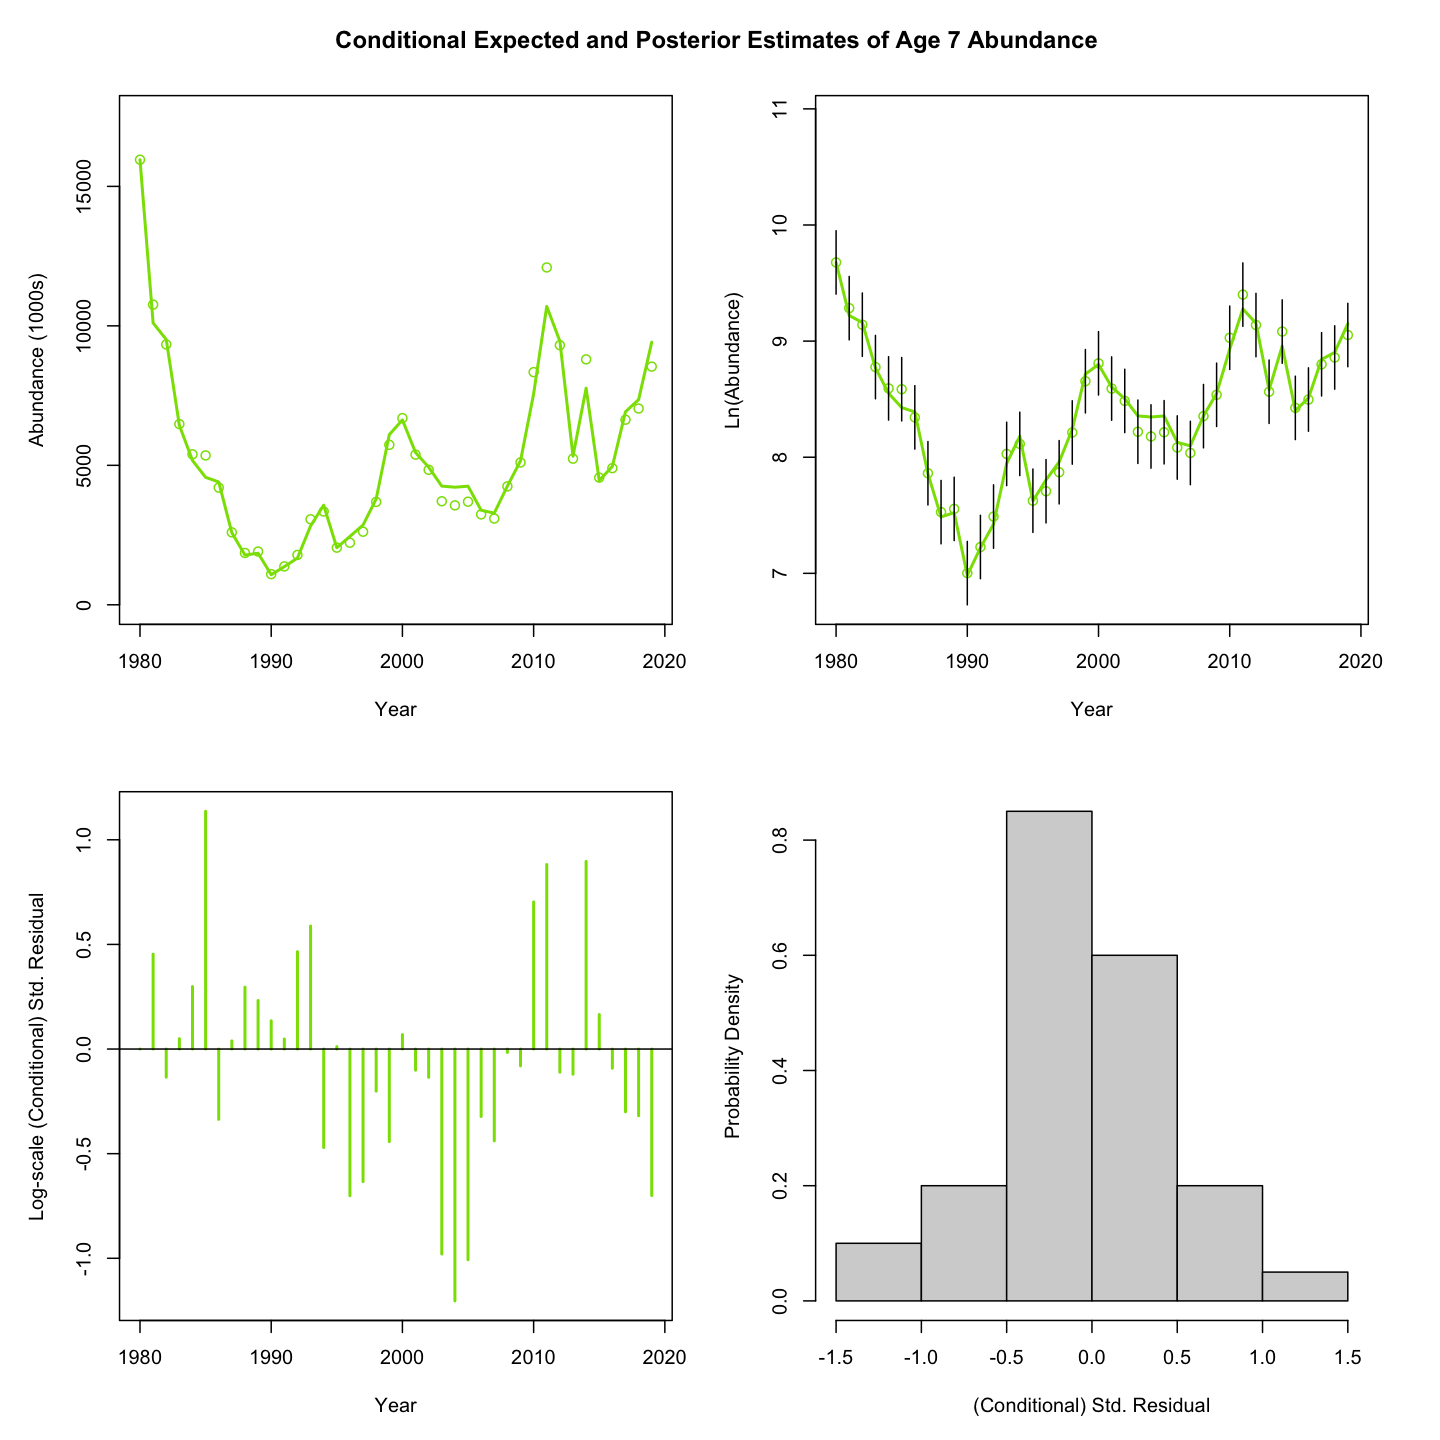 Conditional Expected and Posterior Estimates of Age 7 Abundance
Abundance (1000s)
15000
10000
5000
0
1980 1990 2000 2010 2020
Year
Ln(Abundance)
11
10
9
8
7
1980 1990 2000 2010 2020
Year
Log-scale (Conditional) Std. Residual
1.0
0.5
0.0
-0.5
-1.0
1980 1990 2000 2010 2020
Year
Probability Density
0.8
0.6
0.4
0.2
0.0
-1.5 -1.0 -0.5 0.0 0.5 1.0 1.5
(Conditional) Std. Residual